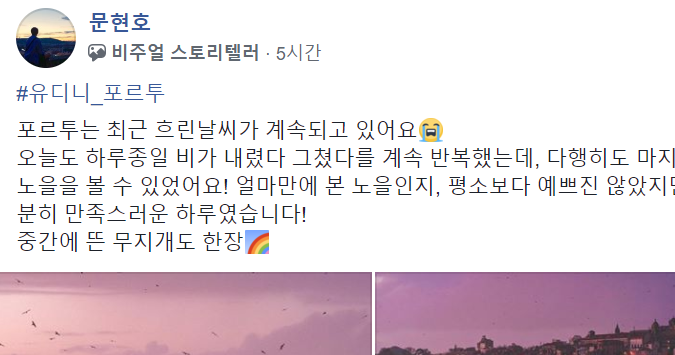 문현호
비주얼 스토리텔러 · 5시간
#유디니_포르투
포르투는 최근 흐린날씨가 계속되고 있어요😭
오늘도 하루종일 비가 내렸다 그쳤다를 계속 반복했는데, 다행히도 마지
노을을 볼 수 있었어요! 얼마만에 본 노을인지, 평소보다 예쁘진 않았지만
분히 만족스러운 하루였습니다!
중간에 뜬 무지개도 한장🌈